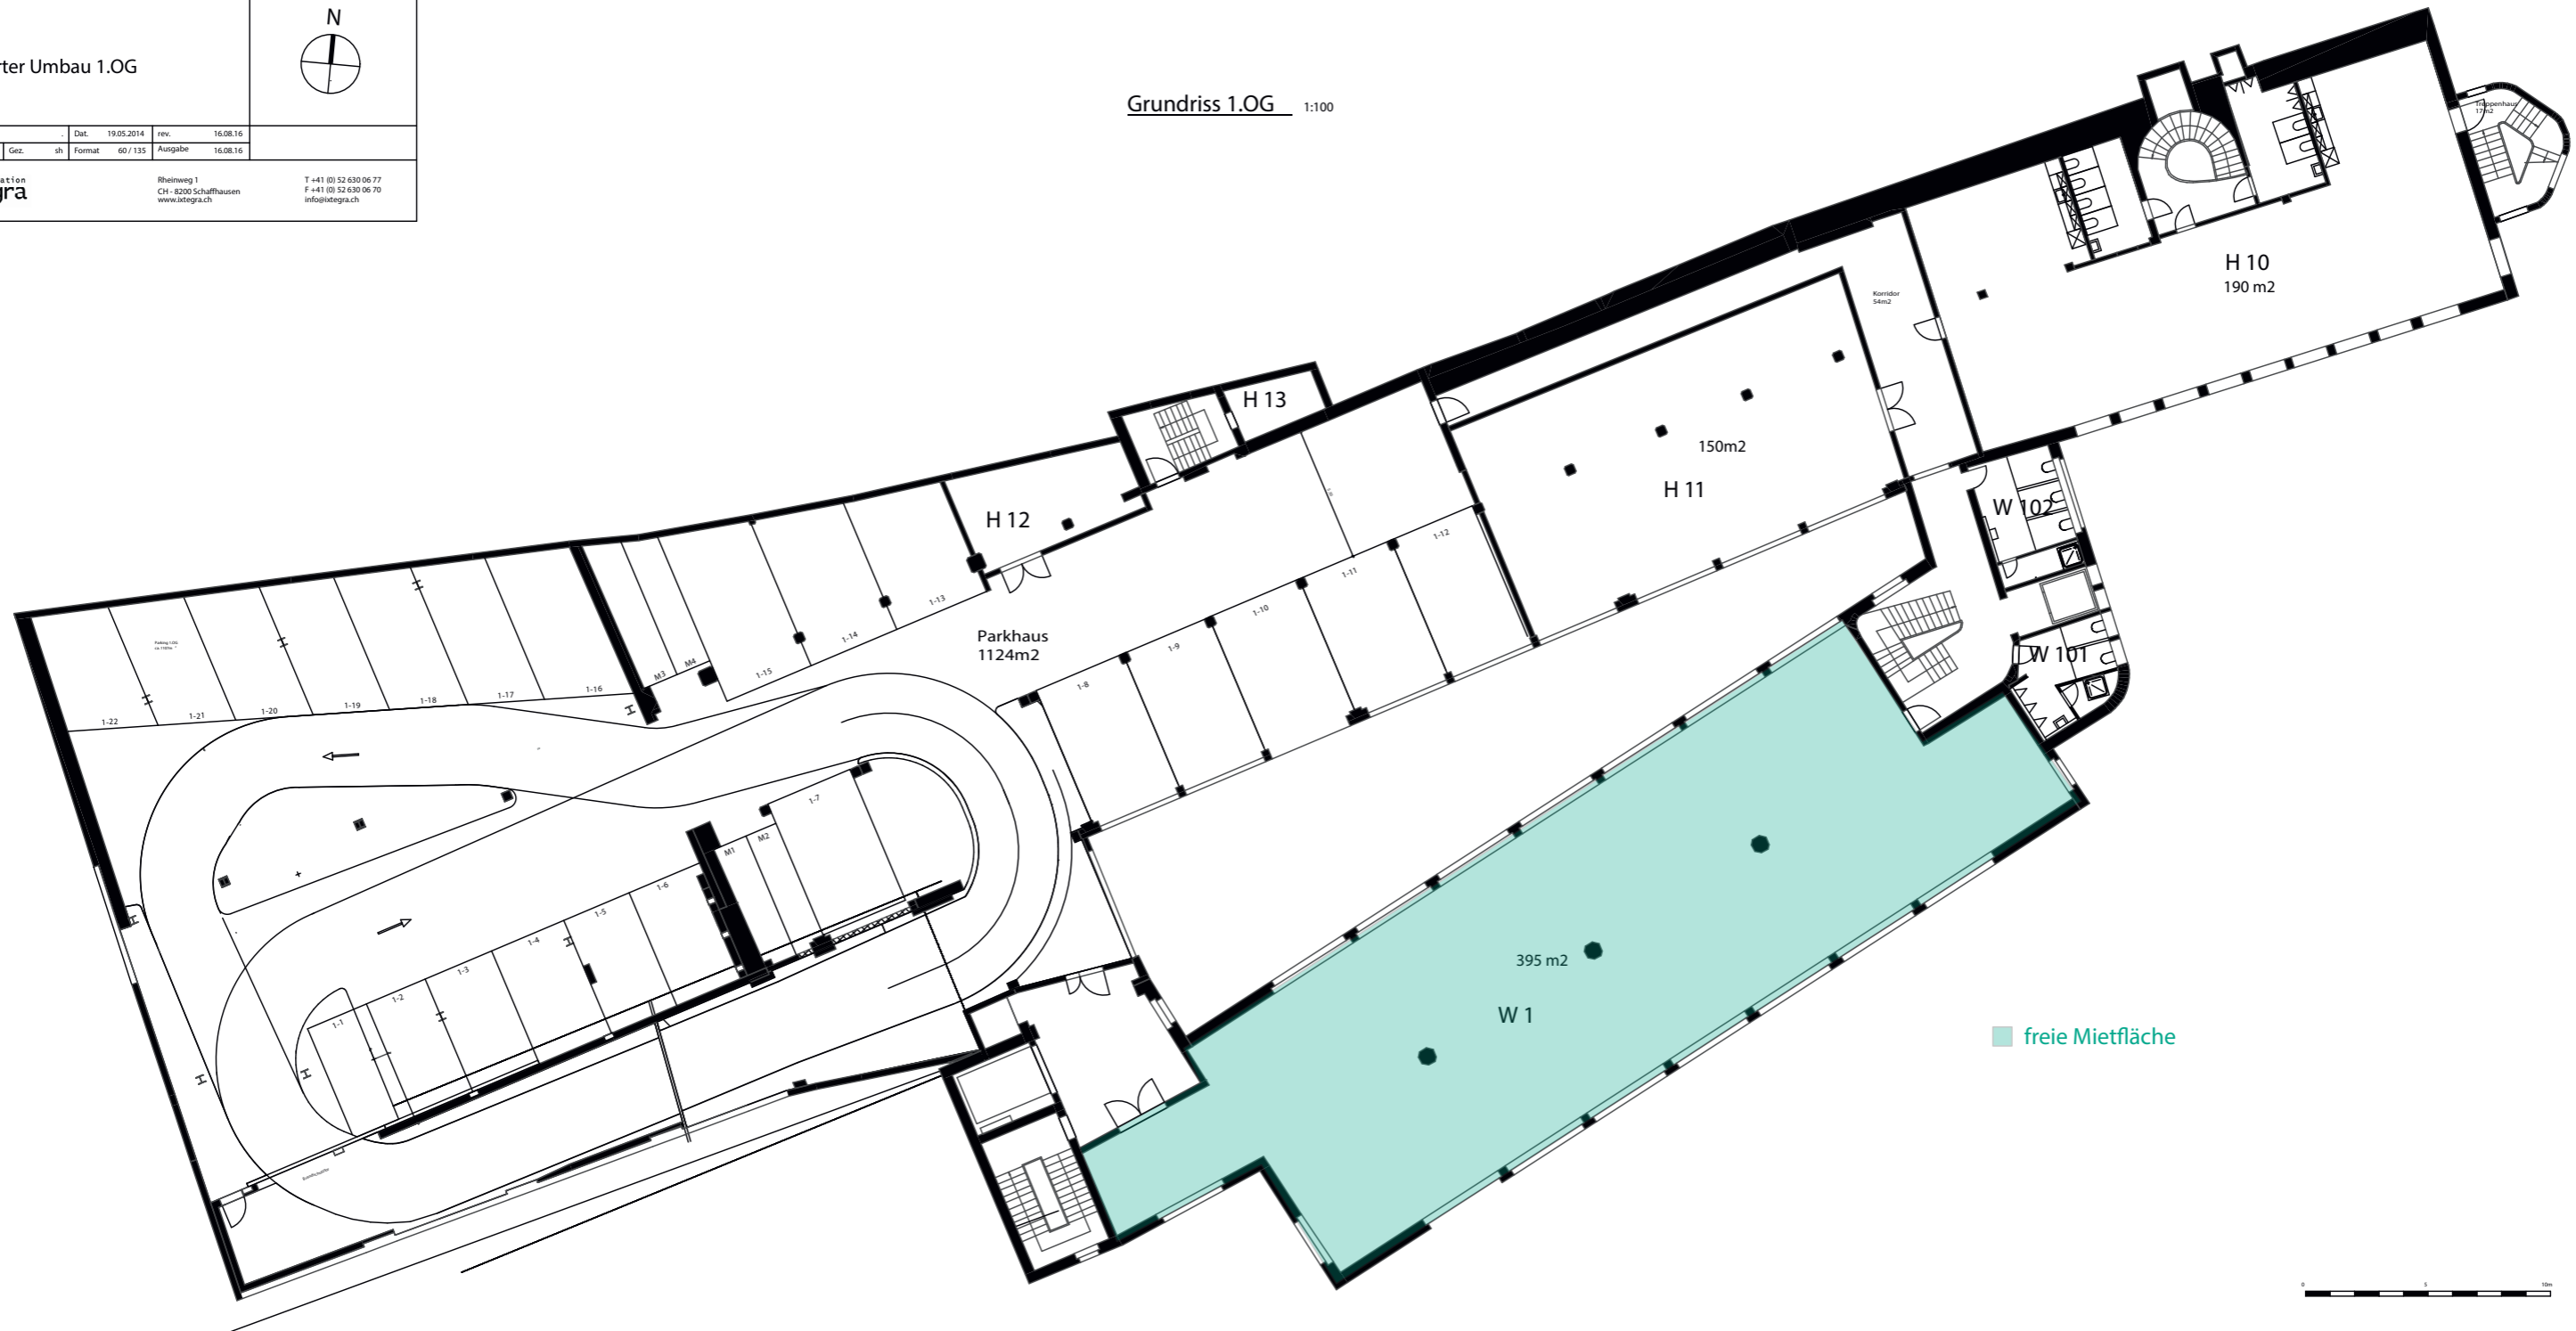 N
rter Umbau 1.OG
Grundriss 1.OG 1:100
. Dat. 19.05.2014 rev. 16.08.16
Gez. sh Format 60 / 135 Ausgabe 16.08.16
ation
gra
Rheinweg 1
CH - 8200 Schaffhausen
www.ixtegra.ch
T +41 (0) 52 630 06 77
F +41 (0) 52 630 06 70
info@ixtegra.ch
Treppenhaus
17m2
H 10
190 m2
Korridor
54m2
H 13
150m2
H 11
H 12
W 102
W 101
Parkhaus
1124m2
1-12
1-11
1-10
1-9
1-8
1-13
1-14
1-15
M4
M3
1-16
1-17
1-18
1-19
1-20
1-21
1-22
1-7
M2
M1
1-6
1-5
1-4
1-3
1-2
1-1
395 m2
W 1
freie Mietfläche
0 5 10m